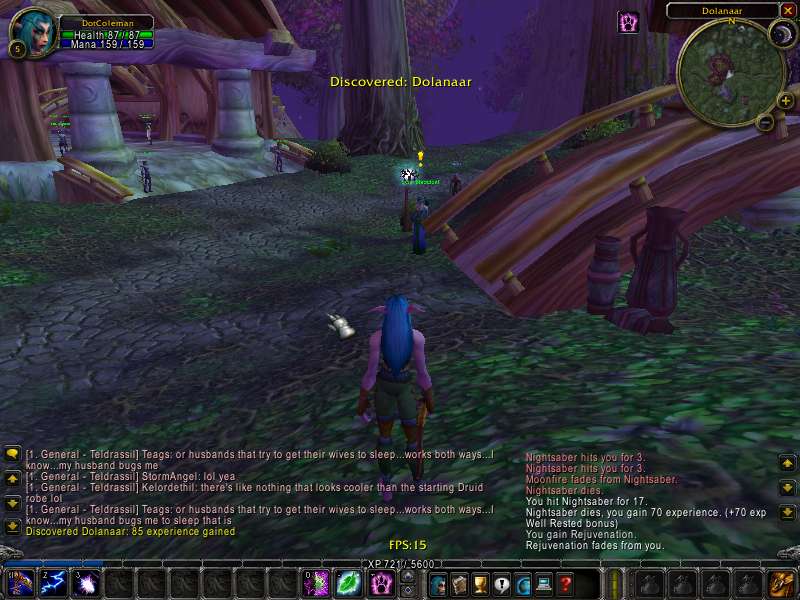 DotColeman
Health 87 / 87
Mana 159 / 159
5
Dolanaar
N
Discovered: Dolanaar
[1. General - Teldrassil] Teags: or husbands that try to get their wives to sleep...works both ways...I
know...my husband bugs me
[1. General - Teldrassil] StormAngel: lol yea
[1. General - Teldrassil] Kelordethil: there's like nothing that looks cooler than the starting Druid
robe lol
[1. General - Teldrassil] Teags: or husbands that try to get their wives to sleep...works both ways...I
know...my husband bugs me to sleep that is
Discovered Dolanaar: 85 experience gained
Nightsaber hits you for 3.
Nightsaber hits you for 3.
Moonfire fades from Nightsaber.
Nightsaber dies.
You hit Nightsaber for 17.
Nightsaber dies, you gain 70 experience. (+70 exp
Well Rested bonus)
You gain Rejuvenation.
Rejuvenation fades from you.
FPS:15
XP 721 / 5600